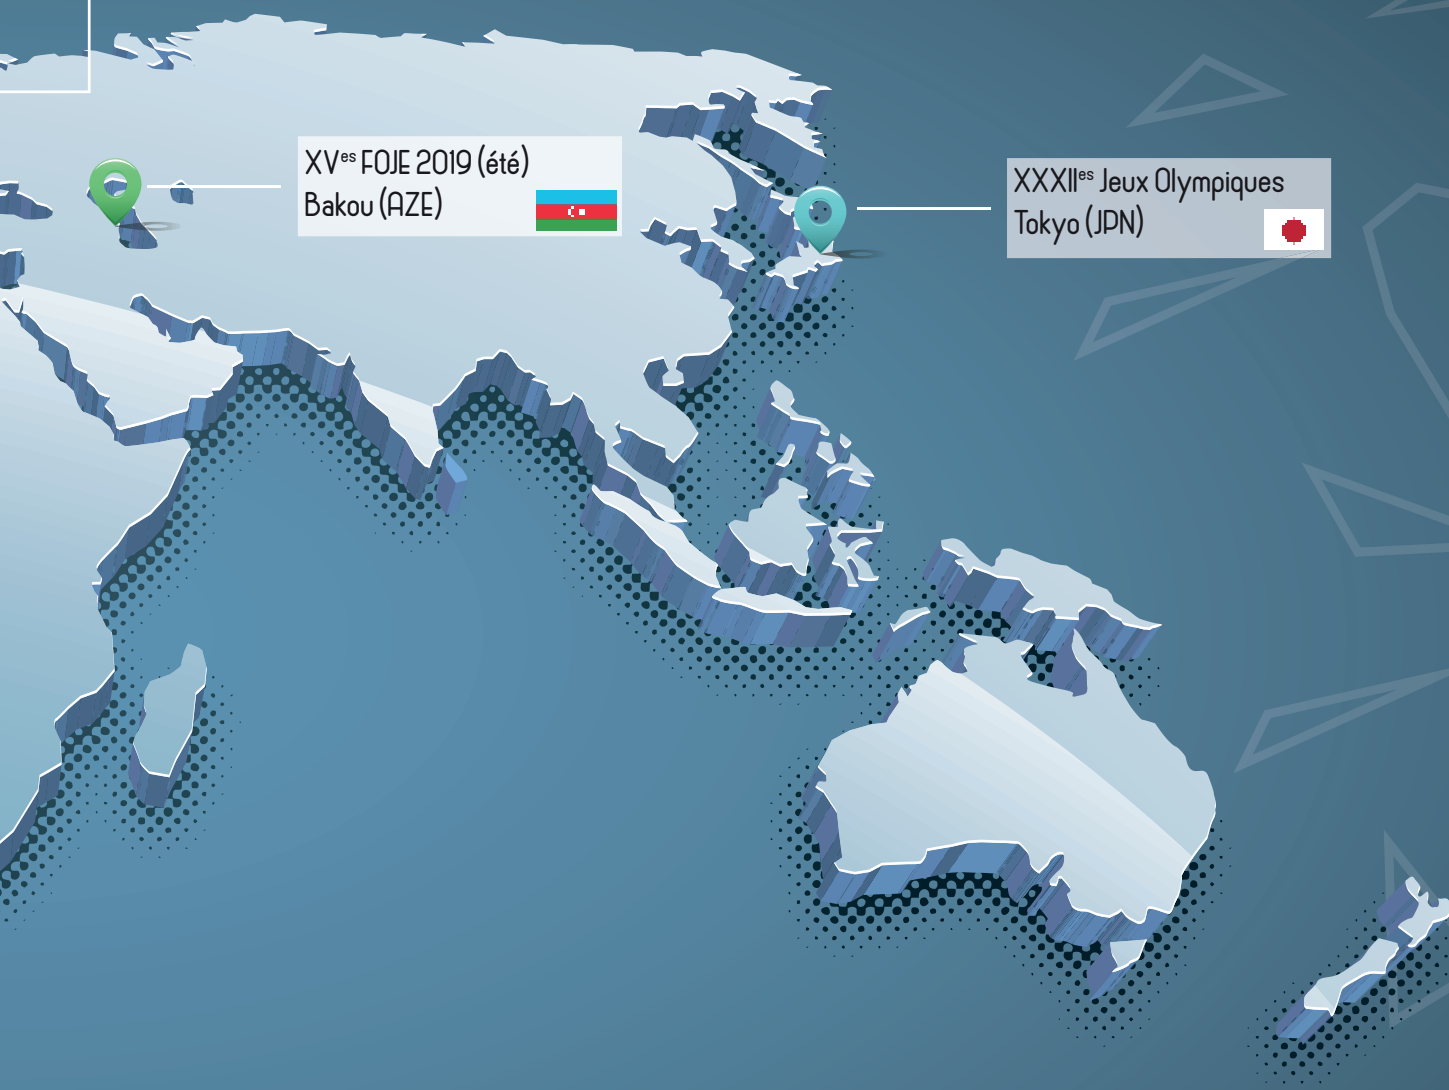 XVes FOJE 2019 (été)
Bakou (AZE)
XXXIIes Jeux Olympiques
Tokyo (JPN)